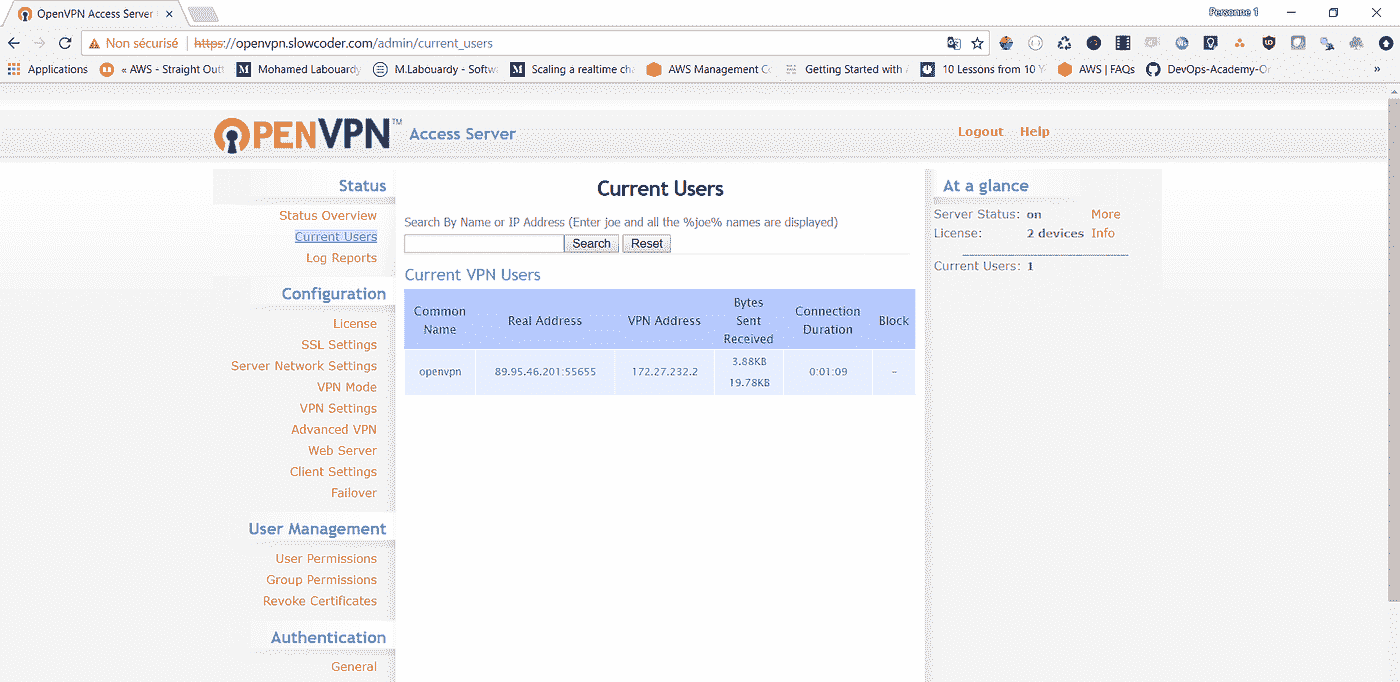 OpenVPN Access Server
Personne 1
Non sécurisé https://openvpn.slowcoder.com/admin/current_users
Applications « AWS - Straight Out Mohamed Labouardy M.Labouardy - Softwa Scaling a realtime cha AWS Management Co Getting Started with 10 Lessons from 10 Y AWS | FAQs DevOps-Academy-Or »
OPENVPN™ Access Server
Logout Help
Status
Status Overview
Current Users
Log Reports
Configuration
License
SSL Settings
Server Network Settings
VPN Mode
VPN Settings
Advanced VPN
Web Server
Client Settings
Failover
User Management
User Permissions
Group Permissions
Revoke Certificates
Authentication
General
Current Users
Search By Name or IP Address (Enter joe and all the %joe% names are displayed)
Search Reset
Current VPN Users
Common Name Real Address VPN Address Bytes Sent Received Connection Duration Block
openvpn 89.95.46.201:55655 172.27.232.2 3.88KB 19.78KB 0:01:09 –
At a glance
Server Status: on More
License: 2 devices Info
Current Users: 1